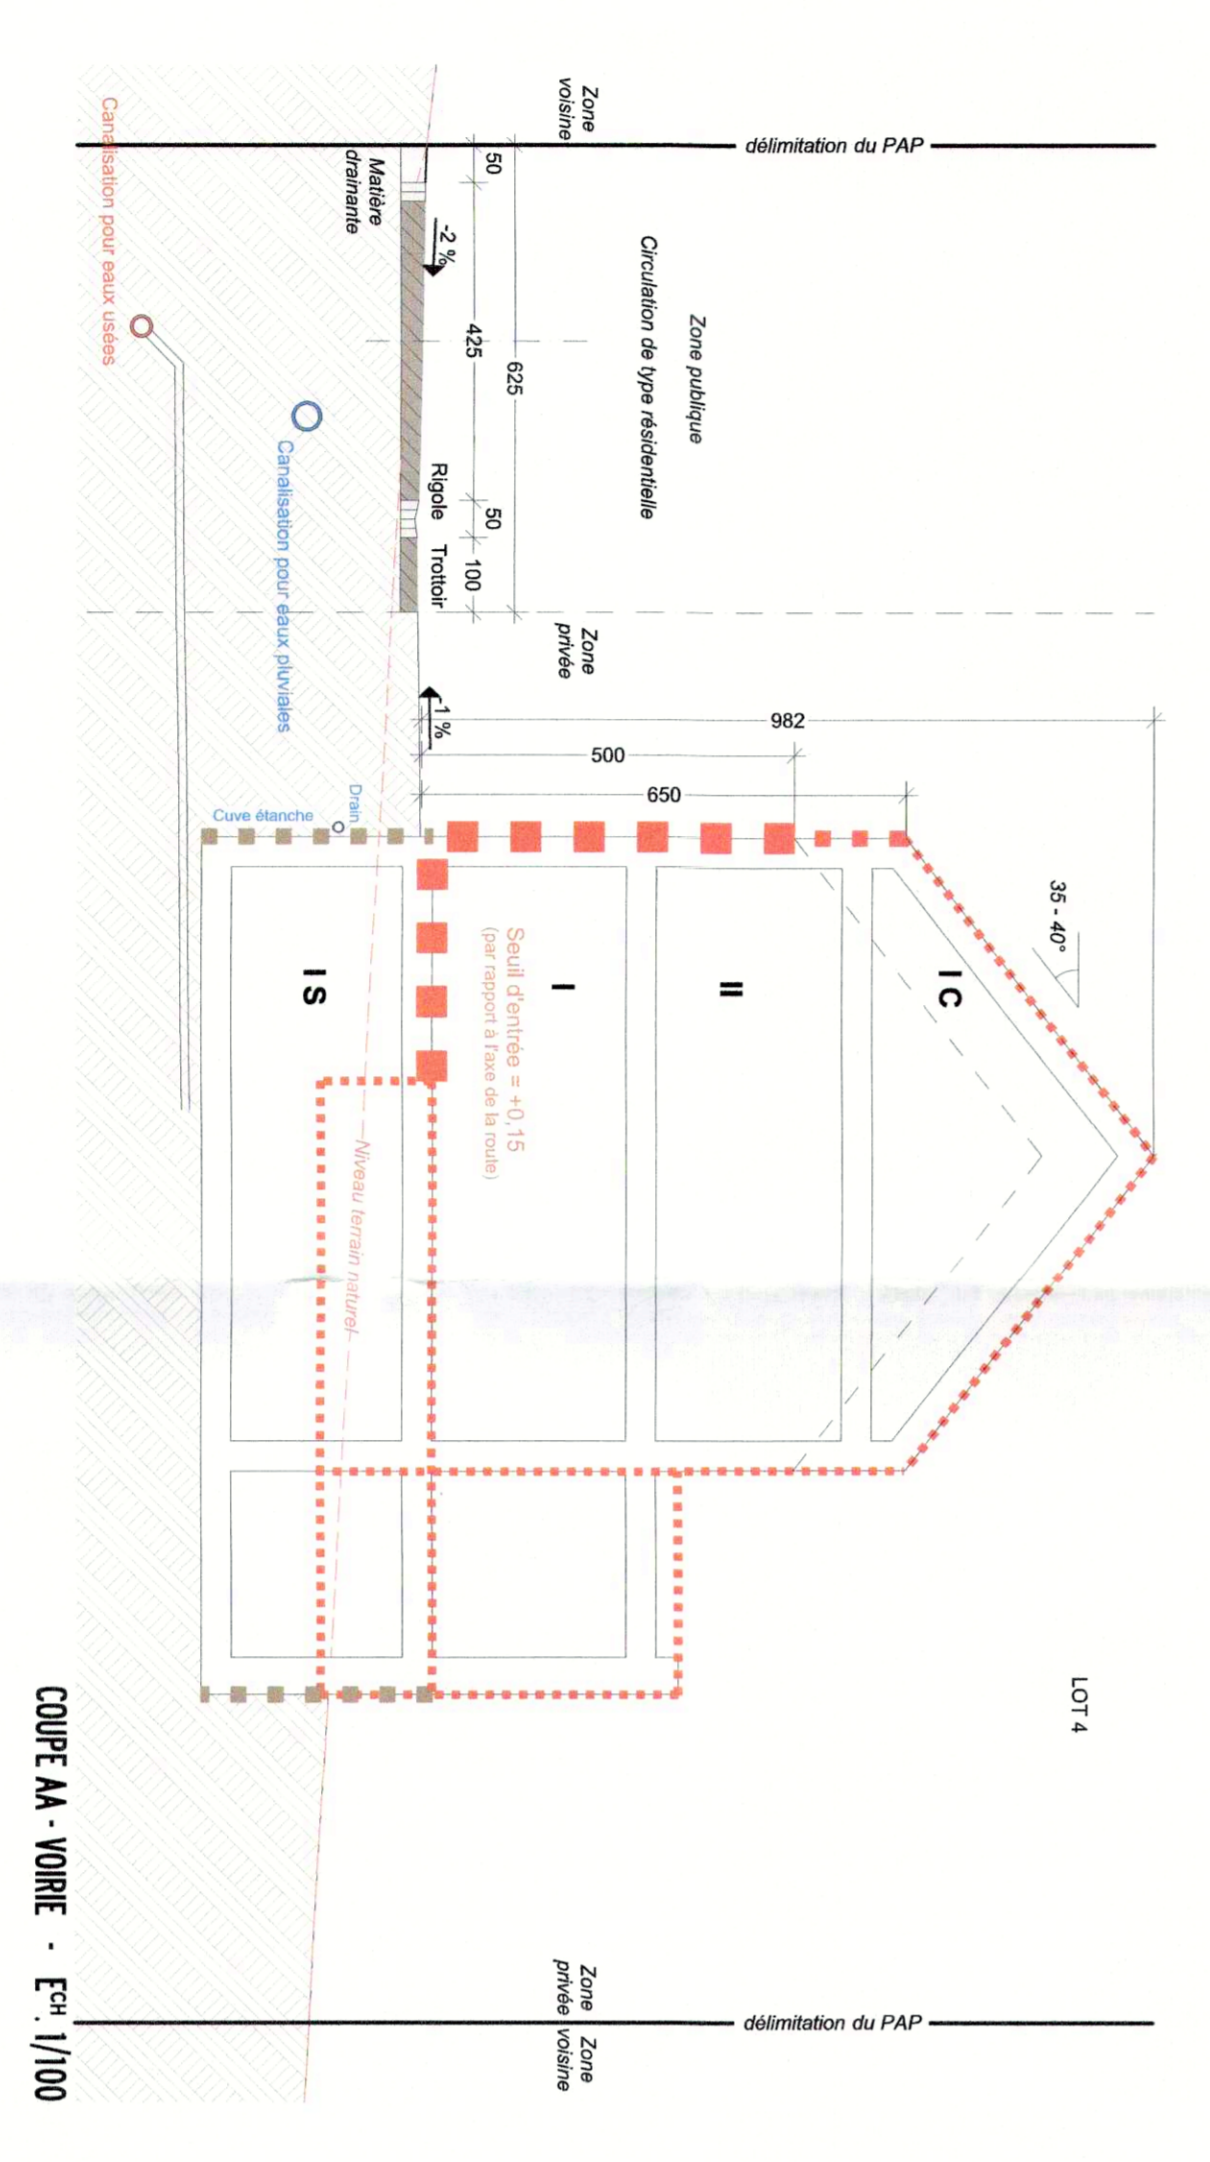 délimitation du PAP
délimitation du PAP
35 - 40°
LOT 4
I C
982
II
Zone publique
Circulation de type résidentielle
650
500
Zone
voisine
Zone
privée
Zone
privée
Zone
voisine
625
50
425
50
100
I
Seuil d'entrée = +0,15
(par rapport à l'axe de la route)
-2 %
Rigole
Trottoir
-1 %
Matière
drainante
Niveau terrain naturel
Drain
I S
Cuve étanche
Canalisation pour eaux pluviales
Canalisation pour eaux usées
COUPE AA - VOIRIE - ECH. 1/100